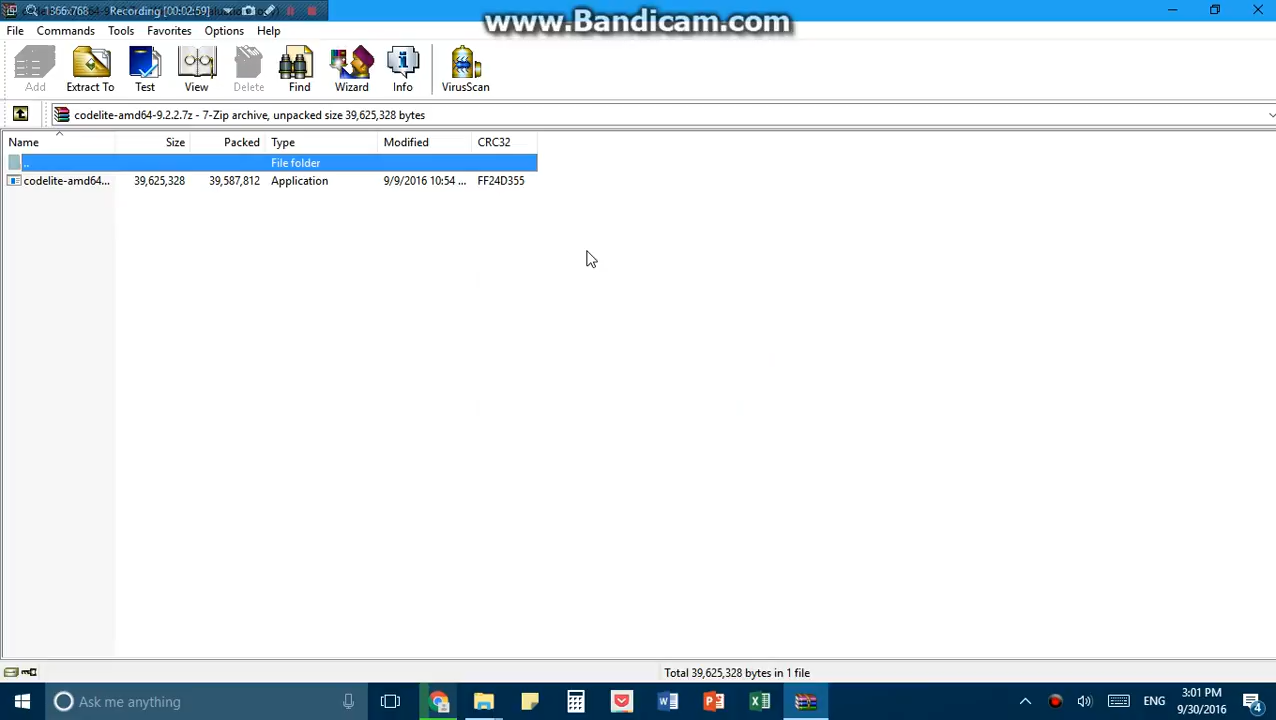 1366x768 Recording [00:02:59]
www.Bandicam.com
File Commands Tools Favorites Options Help
Add Extract To Test View Delete Find Wizard Info VirusScan
codelite-amd64-9.2.2.7z - 7-Zip archive, unpacked size 39,625,328 bytes
Name Size Packed Type Modified CRC32
.. File folder
codelite-amd64... 39,625,328 39,587,812 Application 9/9/2016 10:54 ... FF24D355
Total 39,625,328 bytes in 1 file
Ask me anything ENG 3:01 PM
9/30/2016 4